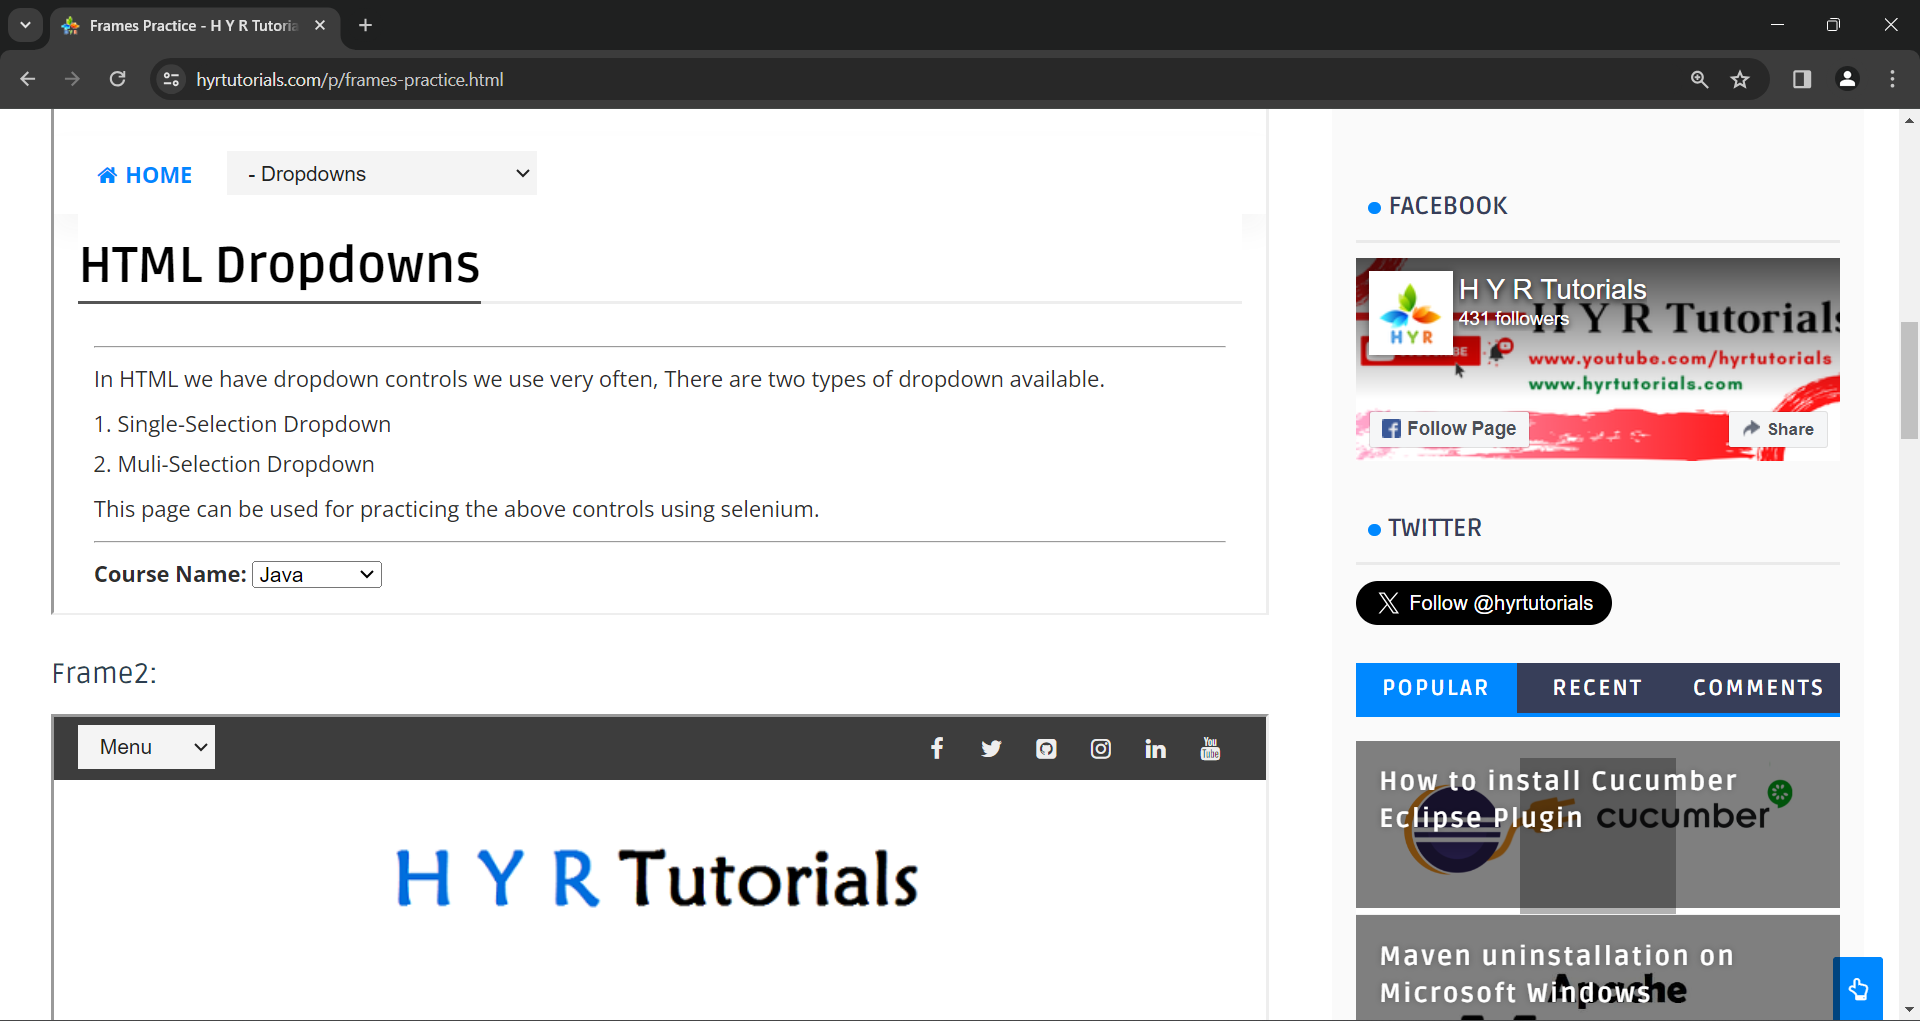 Frames Practice - H Y R Tutoria
hyrtutorials.com/p/frames-practice.html
HOME
- Dropdowns
HTML Dropdowns
In HTML we have dropdown controls we use very often, There are two types of dropdown available.
1. Single-Selection Dropdown
2. Muli-Selection Dropdown
This page can be used for practicing the above controls using selenium.
Course Name: Java
Frame2:
Menu
You
Tube
H Y R Tutorials
FACEBOOK
H Y R Tutorials
431 followers
H Y R Tutorials
HYR
BE
www.youtube.com/hyrtutorials
www.hyrtutorials.com
Follow Page
Share
TWITTER
Follow @hyrtutorials
POPULAR RECENT COMMENTS
How to install Cucumber
Eclipse Plugin
cucumber
Maven uninstallation on
Microsoft Windows
Apache